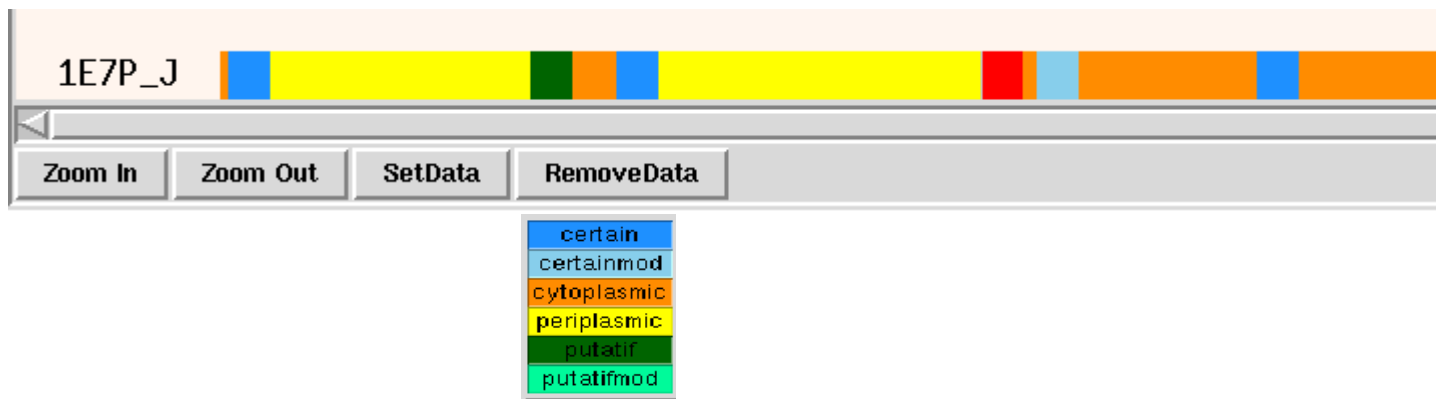 1E7P_J
Zoom In Zoom Out SetData RemoveData
certain
certainmod
cytoplasmic
periplasmic
putatif
putatifmod